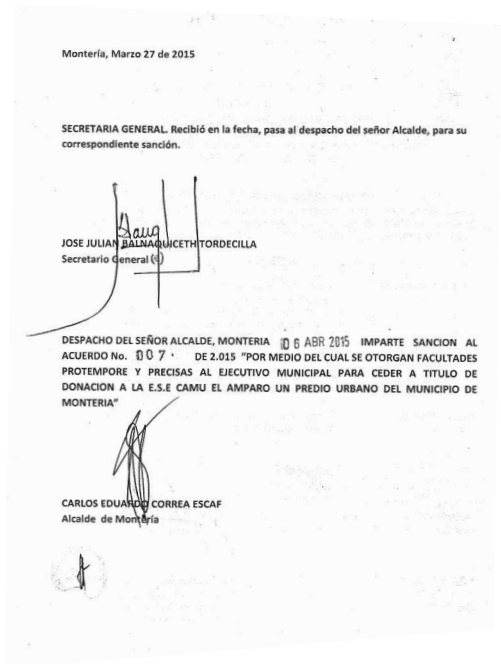 Montería, Marzo 27 de 2015
SECRETARIA GENERAL. Recibió en la fecha, pasa al despacho del señor Alcalde, para su
correspondiente sanción.
JOSE JULIAN BALNAQUICETH TORDECILLA
Secretario General (e)
DESPACHO DEL SEÑOR ALCALDE, MONTERIA 06 ABR 2015 IMPARTE SANCION AL
ACUERDO No. 007. DE 2.015 "POR MEDIO DEL CUAL SE OTORGAN FACULTADES
PROTEMPORE Y PRECISAS AL EJECUTIVO MUNICIPAL PARA CEDER A TITULO DE
DONACION A LA E.S.E CAMU EL AMPARO UN PREDIO URBANO DEL MUNICIPIO DE
MONTERIA"
CARLOS EDUARDO CORREA ESCAF
Alcalde de Montería